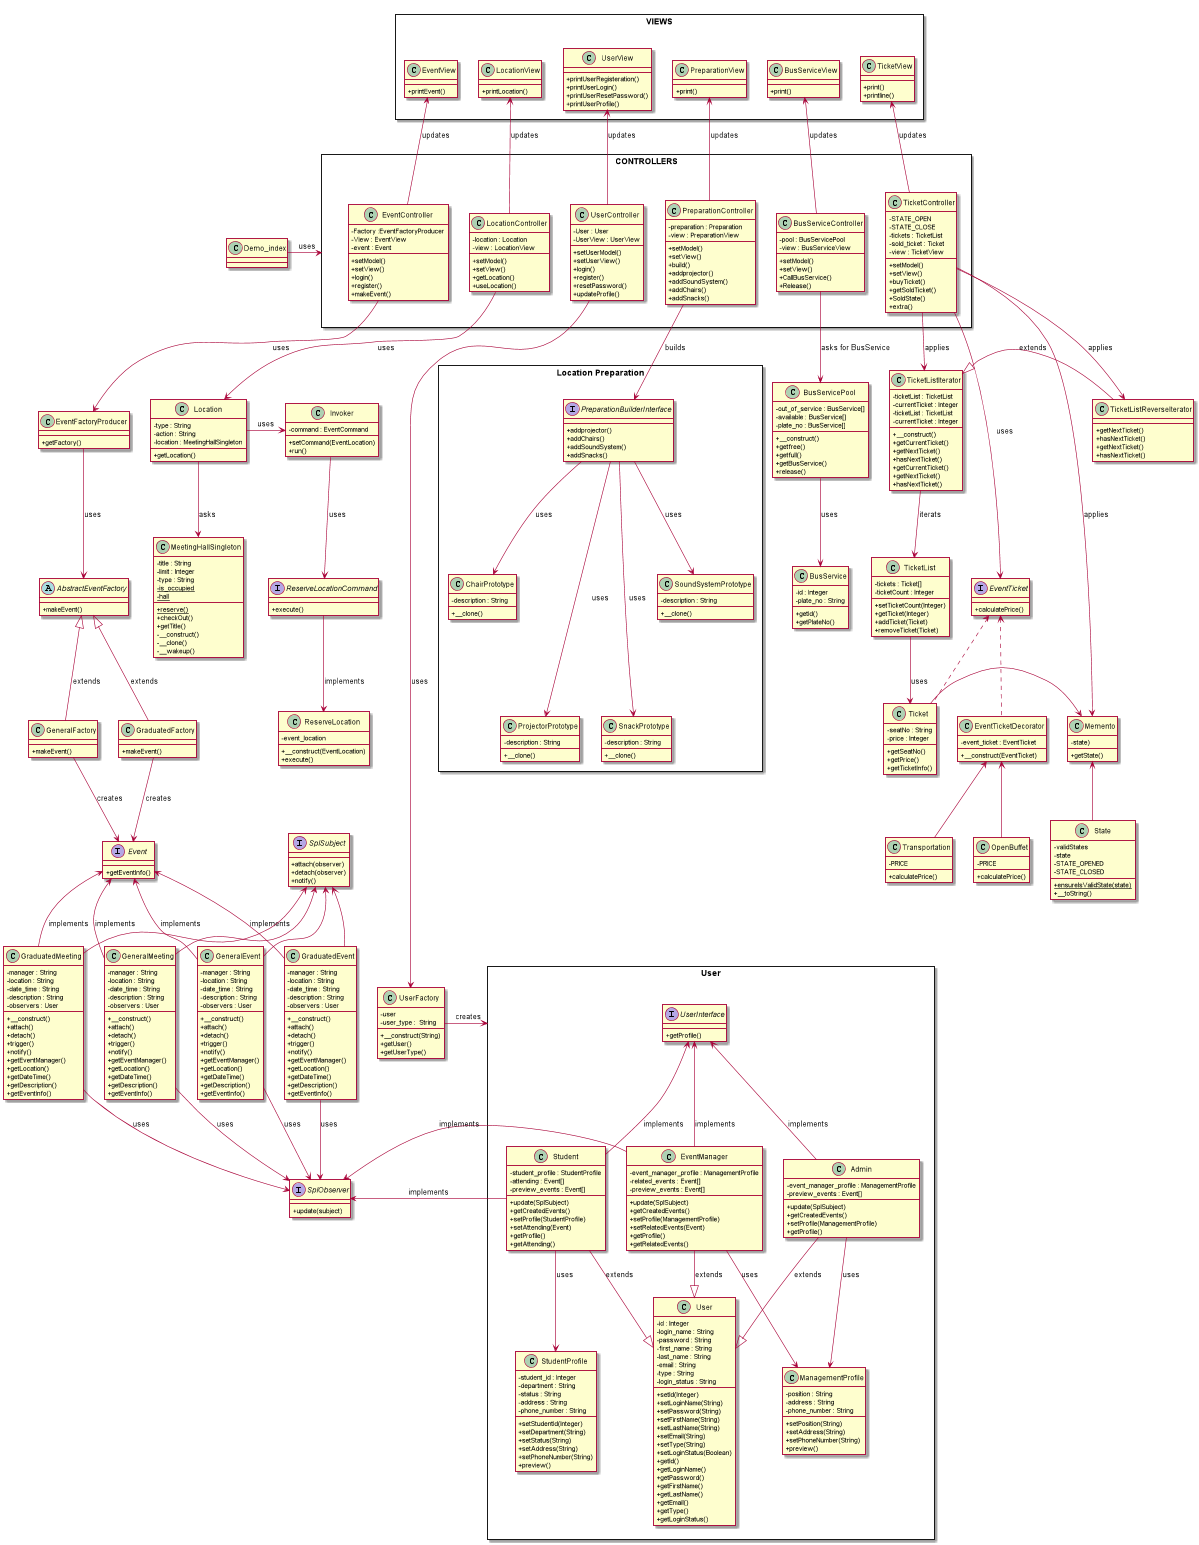 VIEWS
C EventView
+printEvent()
C LocationView
+printLocation()
C UserView
+printUserRegisteration()
+printUserLogin()
+printUserResetPassword()
+printUserProfile()
C PreparationView
+print()
C BusServiceView
+print()
C TicketView
+print()
+printline()
updates
updates
updates
updates
updates
updates
CONTROLLERS
C Demo_index
uses
C EventController
-Factory :EventFactoryProducer
-View : EventView
-event : Event
+setModel()
+setView()
+login()
+register()
+makeEvent()
C LocationController
-location : Location
-view : LocationView
+setModel()
+setView()
+getLocation()
+useLocation()
C UserController
-User : User
-UserView : UserView
+setUserModel()
+setUserView()
+login()
+register()
+resetPassword()
+updateProfile()
C PreparationController
-preparation : Preparation
-view : PreparationView
+setModel()
+setView()
+build()
+addprojector()
+addSoundSystem()
+addChairs()
+addSnacks()
C BusServiceController
-pool : BusServicePool
-view : BusServiceView
+setModel()
+setView()
+CallBusService()
+Release()
C TicketController
-STATE_OPEN
-STATE_CLOSE
-tickets : TicketList
-sold_ticket : Ticket
-view : TicketView
+setModel()
+setView()
+buyTicket()
+getSoldTicket()
+SoldState()
+extra()
uses
uses
builds
asks for BusService
applies
extends
applies
C EventFactoryProducer
+getFactory()
C Location
-type : String
-action : String
-location : MeetingHallSingleton
+getLocation()
uses
C Invoker
-command : EventCommand
+setCommand(EventLocation)
+run()
Location Preparation
I PreparationBuilderInterface
+addprojector()
+addChairs()
+addSoundSystem()
+addSnacks()
C BusServicePool
-out_of_service : BusService[]
-available : BusService[]
-plate_no : BusService[]
+__construct()
+getfree()
+getfull()
+getBusService()
+release()
C TicketListIterator
-ticketList : TicketList
-currentTicket : Integer
-ticketList : TicketList
-currentTicket : Integer
+__construct()
+getCurrentTicket()
+getNextTicket()
+hasNextTicket()
+getCurrentTicket()
+getNextTicket()
+hasNextTicket()
C TicketListReverseIterator
+getNextTicket()
+hasNextTicket()
+getNextTicket()
+hasNextTicket()
uses
uses
asks
uses
uses
uses
uses
iterats
applies
C MeetingHallSingleton
-title : String
-limit : Integer
-type : String
-is_occupied
-hall
+reserve()
+checkOut()
+getTitle()
-__construct()
-__clone()
-__wakeup()
A AbstractEventFactory
+makeEvent()
I ReserveLocationCommand
+execute()
C ChairPrototype
-description : String
+__clone()
C SoundSystemPrototype
-description : String
+__clone()
C BusService
-id : Integer
-plate_no : String
+getId()
+getPlateNo()
C TicketList
-tickets : Ticket[]
-ticketCount : Integer
+setTicketCount(Integer)
+getTicket(Integer)
+addTicket(Ticket)
+removeTicket(Ticket)
I EventTicket
+calculatePrice()
uses
uses
extends
extends
implements
uses
uses
C GeneralFactory
+makeEvent()
C GraduatedFactory
+makeEvent()
C ReserveLocation
-event_location
+__construct(EventLocation)
+execute()
C ProjectorPrototype
-description : String
+__clone()
C SnackPrototype
-description : String
+__clone()
C Ticket
-seatNo : String
-price : Integer
+getSeatNo()
+getPrice()
+getTicketInfo()
C EventTicketDecorator
-event_ticket : EventTicket
+__construct(EventTicket)
C Memento
-state)
+getState()
creates
creates
C Transportation
-PRICE
+calculatePrice()
C OpenBuffet
-PRICE
+calculatePrice()
C State
-validStates
-state
-STATE_OPENED
-STATE_CLOSED
+ensureIsValidState(state)
+__toString()
I Event
+getEventInfo()
I SplSubject
+attach(observer)
+detach(observer)
+notify()
implements
implements
implements
implements
C GraduatedMeeting
-manager : String
-location : String
-date_time : String
-description : String
-observers : User
+__construct()
+attach()
+detach()
+trigger()
+notify()
+getEventManager()
+getLocation()
+getDateTime()
+getDescription()
+getEventInfo()
C GeneralMeeting
-manager : String
-location : String
-date_time : String
-description : String
-observers : User
+__construct()
+attach()
+detach()
+trigger()
+notify()
+getEventManager()
+getLocation()
+getDateTime()
+getDescription()
+getEventInfo()
C GeneralEvent
-manager : String
-location : String
-date_time : String
-description : String
-observers : User
+__construct()
+attach()
+detach()
+trigger()
+notify()
+getEventManager()
+getLocation()
+getDateTime()
+getDescription()
+getEventInfo()
C GraduatedEvent
-manager : String
-location : String
-date_time : String
-description : String
-observers : User
+__construct()
+attach()
+detach()
+trigger()
+notify()
+getEventManager()
+getLocation()
+getDateTime()
+getDescription()
+getEventInfo()
C UserFactory
-user
-user_type : String
+__construct(String)
+getUser()
+getUserType()
creates
User
I UserInterface
+getProfile()
uses
uses
uses
uses
implements
implements
implements
implements
implements
I SplObserver
+update(subject)
C Student
-student_profile : StudentProfile
-attending : Event[]
-preview_events : Event[]
+update(SplSubject)
+getCreatedEvents()
+setProfile(StudentProfile)
+setAttending(Event)
+getProfile()
+getAttending()
C EventManager
-event_manager_profile : ManagementProfile
-related_events : Event[]
-preview_events : Event[]
+update(SplSubject)
+getCreatedEvents()
+setProfile(ManagementProfile)
+setRelatedEvents(Event)
+getProfile()
+getRelatedEvents()
C Admin
-event_manager_profile : ManagementProfile
-preview_events : Event[]
+update(SplSubject)
+getCreatedEvents()
+setProfile(ManagementProfile)
+getProfile()
uses
extends
extends
uses
extends
uses
C StudentProfile
-student_id : Integer
-department : String
-status : String
-address : String
-phone_number : String
+setStudentId(Integer)
+setDepartment(String)
+setStatus(String)
+setAddress(String)
+setPhoneNumber(String)
+preview()
C User
-id : Integer
-login_name : String
-password : String
-first_name : String
-last_name : String
-email : String
-type : String
-login_status : String
+setId(Integer)
+setLoginName(String)
+setPassword(String)
+setFirstName(String)
+setLastName(String)
+setEmail(String)
+setType(String)
+setLoginStatus(Boolean)
+getId()
+getLoginName()
+getPassword()
+getFirstName()
+getLastName()
+getEmail()
+getType()
+getLoginStatus()
C ManagementProfile
-position : String
-address : String
-phone_number : String
+setPosition(String)
+setAddress(String)
+setPhoneNumber(String)
+preview()